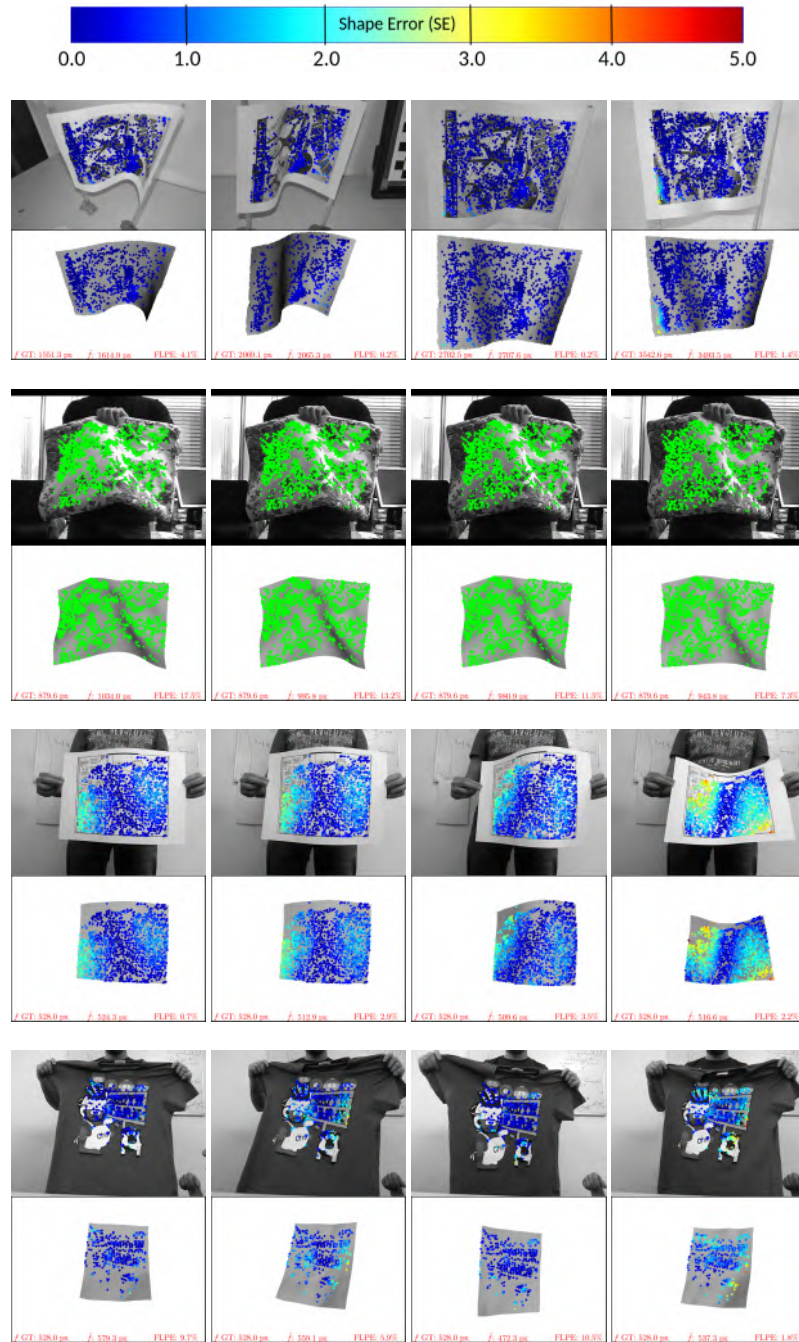 Shape Error (SE)
0.0 1.0 2.0 3.0 4.0 5.0
f GT: 1551.3 px f̂: 1614.9 px FLPE: 4.1%
f GT: 2069.1 px f̂: 2065.3 px FLPE: 0.2%
f GT: 2702.5 px f̂: 2707.6 px FLPE: 0.2%
f GT: 3542.6 px f̂: 3493.5 px FLPE: 1.4%
f GT: 879.6 px f̂: 1034.0 px FLPE: 17.5%
f GT: 879.6 px f̂: 995.8 px FLPE: 13.2%
f GT: 879.6 px f̂: 980.9 px FLPE: 11.5%
f GT: 879.6 px f̂: 943.8 px FLPE: 7.3%
f GT: 528.0 px f̂: 524.3 px FLPE: 0.7%
f GT: 528.0 px f̂: 512.9 px FLPE: 2.9%
f GT: 528.0 px f̂: 509.6 px FLPE: 3.5%
f GT: 528.0 px f̂: 516.6 px FLPE: 2.2%
f GT: 528.0 px f̂: 579.3 px FLPE: 9.7%
f GT: 528.0 px f̂: 559.1 px FLPE: 5.9%
f GT: 528.0 px f̂: 472.3 px FLPE: 10.5%
f GT: 528.0 px f̂: 537.3 px FLPE: 1.8%